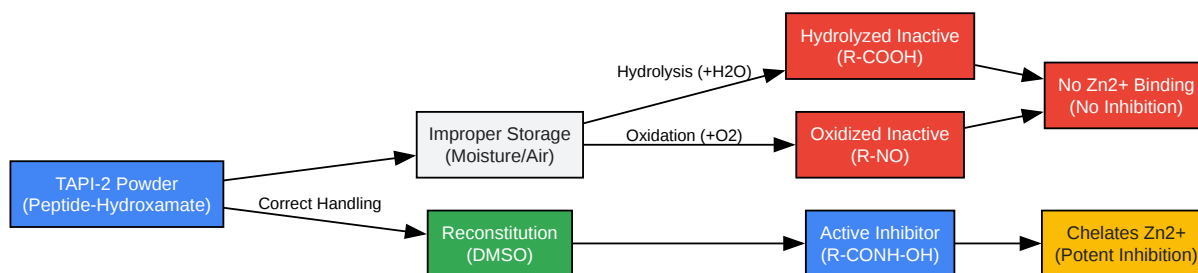 TAPI-2 Powder
(Peptide-Hydroxamate)
Correct Handling
Improper Storage
(Moisture/Air)
Reconstitution
(DMSO)
Hydrolysis (+H2O)
Oxidation (+O2)
Hydrolyzed Inactive
(R-COOH)
Oxidized Inactive
(R-NO)
Active Inhibitor
(R-CONH-OH)
No Zn2+ Binding
(No Inhibition)
Chelates Zn2+
(Potent Inhibition)